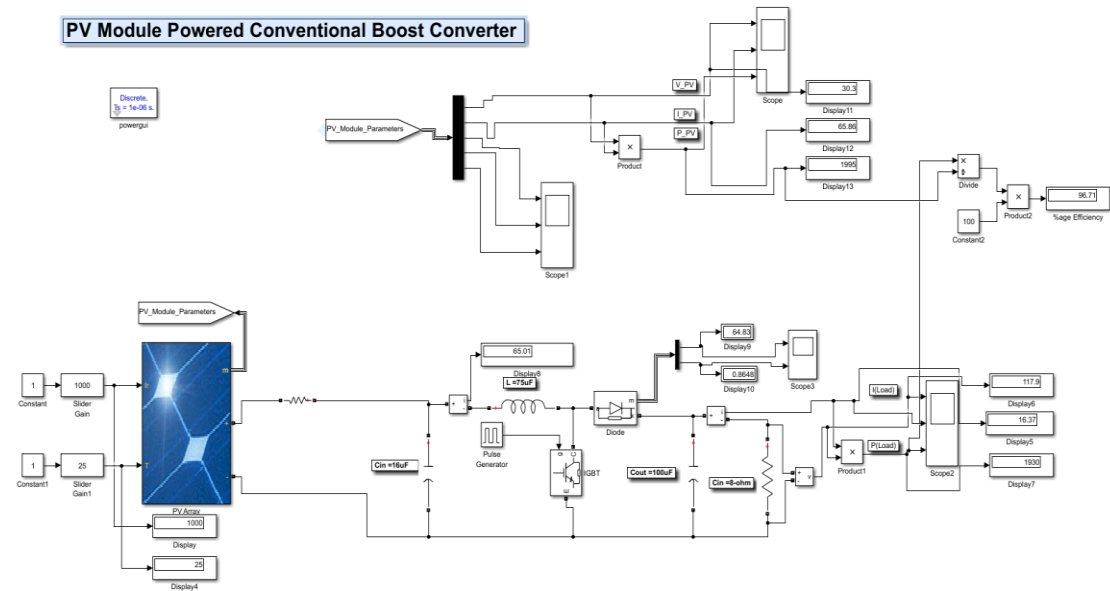 PV Module Powered Conventional Boost Converter
Discrete,
Ts = 1e-06 s.
powergui
PV_Module_Parameters
V_PV
I_PV
P_PV
×
Product
Scope
30.3
Display11
65.86
Display12
1995
Display13
Scope1
×
÷
Divide
100
Constant2
×
Product2
96.71
%age Efficiency
PV_Module_Parameters
1
Constant
1000
Slider
Gain
1
Constant1
25
Slider
Gain1
m
+
-
T
PV Array
1000
Display
25
Display4
Cin =16uF
+
i
-
65.01
Display8
L =75uF
Pulse
Generator
g
C
E
IGBT
a
m
k
Diode
64.83
Display9
0.8648
Display10
Scope3
Cout =100uF
+
i
-
Cin =8-ohm
+
v
-
×
Product1
I(Load)
P(Load)
Scope2
117.9
Display6
16.37
Display5
1930
Display7